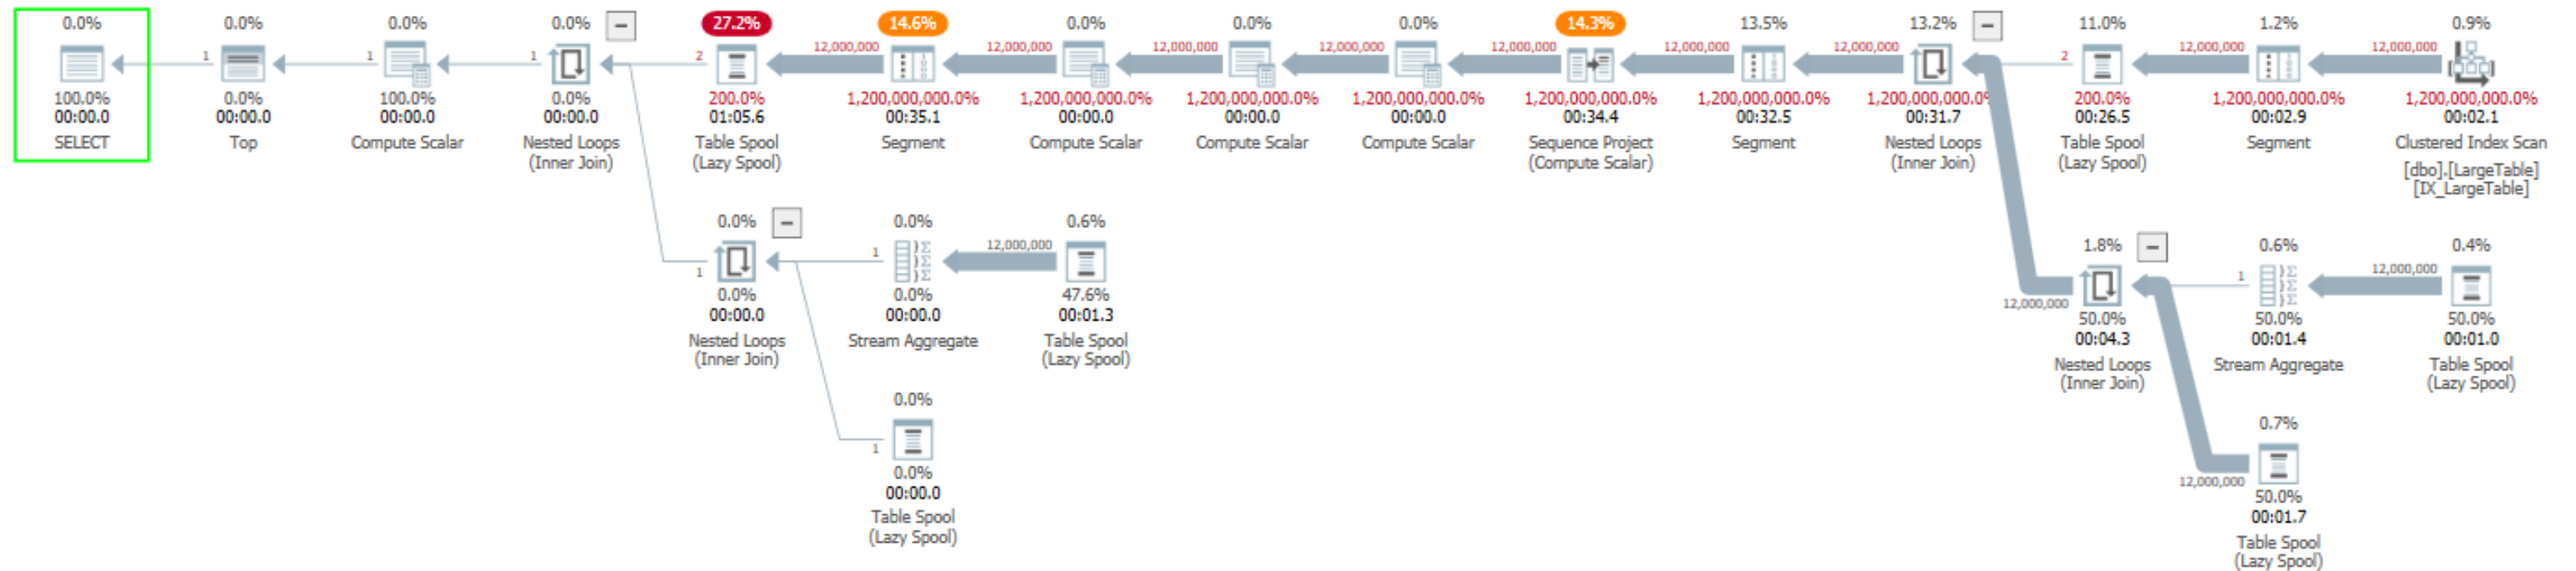 0.0% 0.0% 0.0% 0.0% − 27.2% 14.6% 0.0% 0.0% 0.0% 14.3% 13.5% 13.2% − 11.0% 1.2% 0.9%
1 1 1 2 12,000,000 12,000,000 12,000,000 12,000,000 12,000,000 12,000,000 12,000,000 2 12,000,000 12,000,000
100.0% 0.0% 100.0% 0.0% 200.0% 1,200,000,000.0% 1,200,000,000.0% 1,200,000,000.0% 1,200,000,000.0% 1,200,000,000.0% 1,200,000,000.0% 1,200,000,000.0% 200.0% 1,200,000,000.0% 1,200,000,000.0%
00:00.0 00:00.0 00:00.0 00:00.0 01:05.6 00:35.1 00:00.0 00:00.0 00:00.0 00:34.4 00:32.5 00:31.7 00:26.5 00:02.9 00:02.1
SELECT Top Compute Scalar Nested Loops Table Spool Segment Compute Scalar Compute Scalar Compute Scalar Sequence Project Segment Nested Loops Table Spool Segment Clustered Index Scan
(Inner Join) (Lazy Spool) (Compute Scalar) (Inner Join) (Lazy Spool) [dbo].[LargeTable]
[IX_LargeTable]
0.0% − 0.0% 0.6%
1 1 12,000,000
0.0% 0.0% 47.6%
00:00.0 00:00.0 00:01.3
Nested Loops Stream Aggregate Table Spool
(Inner Join) (Lazy Spool)
1.8% − 0.6% 0.4%
12,000,000 1 12,000,000
50.0% 50.0% 50.0%
00:04.3 00:01.4 00:01.0
Nested Loops Stream Aggregate Table Spool
(Inner Join) (Lazy Spool)
0.0%
1
0.0%
00:00.0
Table Spool
(Lazy Spool)
0.7%
12,000,000
50.0%
00:01.7
Table Spool
(Lazy Spool)